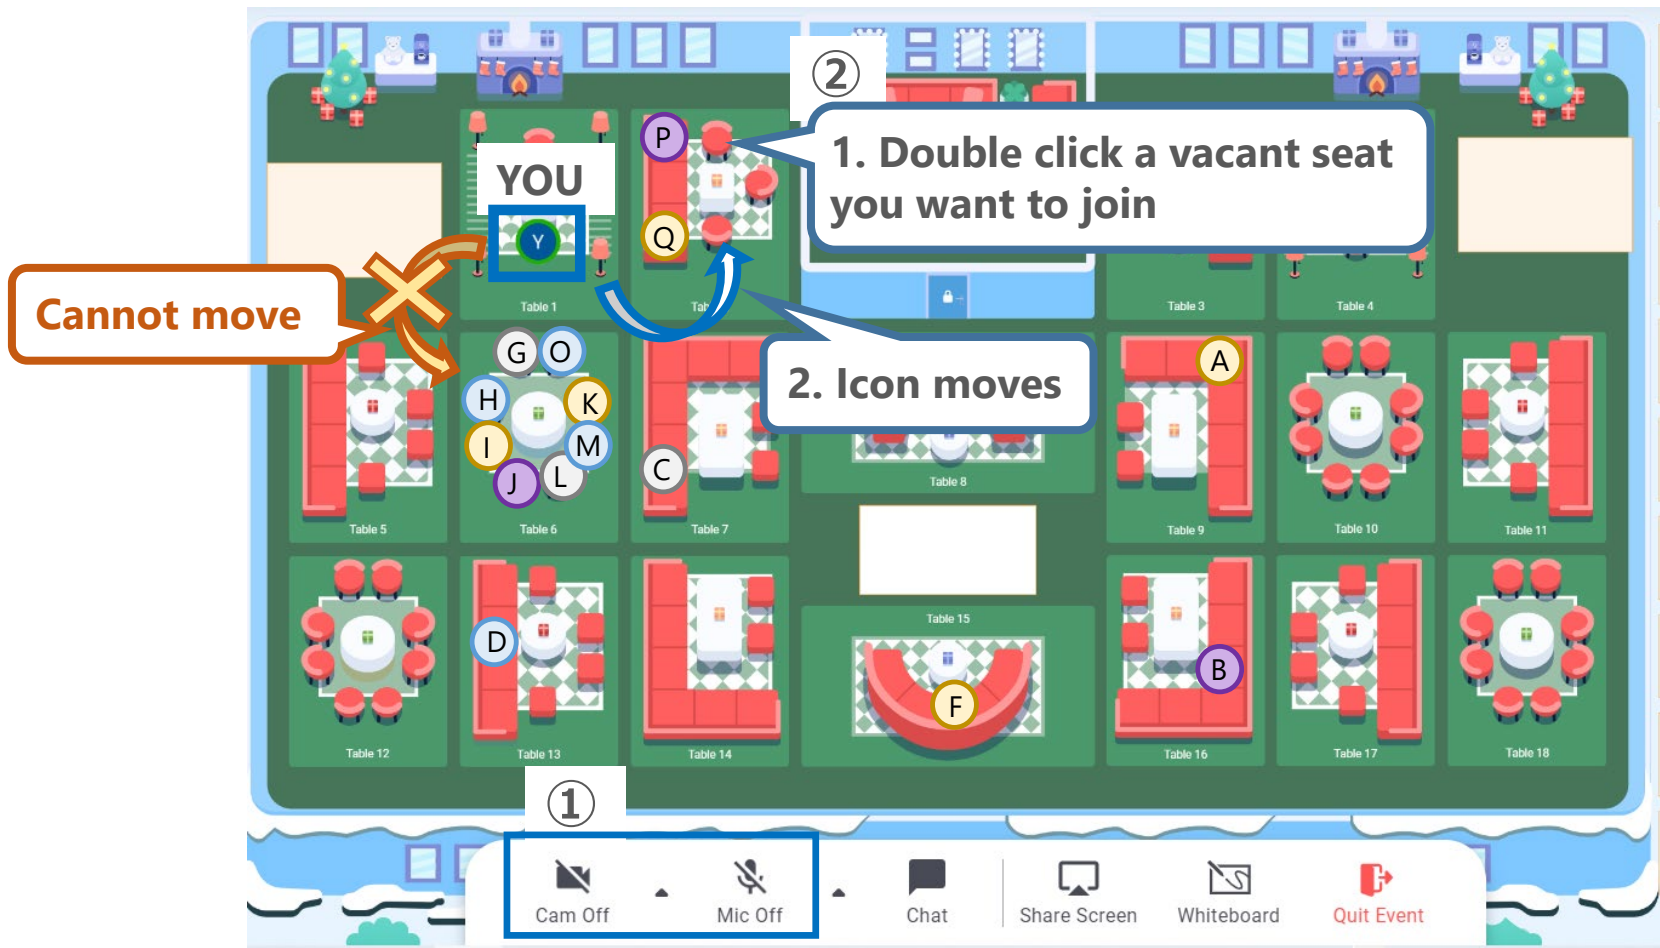 ②
1. Double click a vacant seat
you want to join
P
YOU
Q
Y
Cannot move
Table 1
Tab
Table 3
Table 4
2. Icon moves
G
O
A
H
K
I
M
J
L
C
Table 5
Table 6
Table 7
Table 8
Table 9
Table 10
Table 11
D
F
B
Table 12
Table 13
Table 14
Table 15
Table 16
Table 17
Table 18
①
Cam Off
Mic Off
Chat
Share Screen
Whiteboard
Quit Event